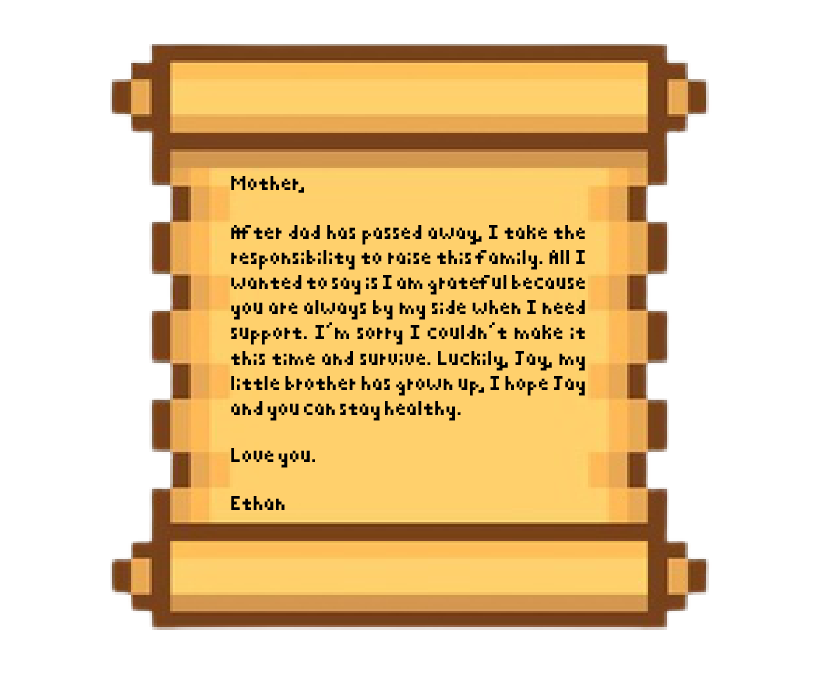 Mother,
After dad has passed away, I take the
responsibility to raise this family. All I
wanted to say is I am grateful because
you are always by my side when I need
support. I'm sorry I couldn't make it
this time and survive. Luckily, Jay, my
little brother has grown up, I hope Jay
and you can stay healthy.
Love you.
Ethan